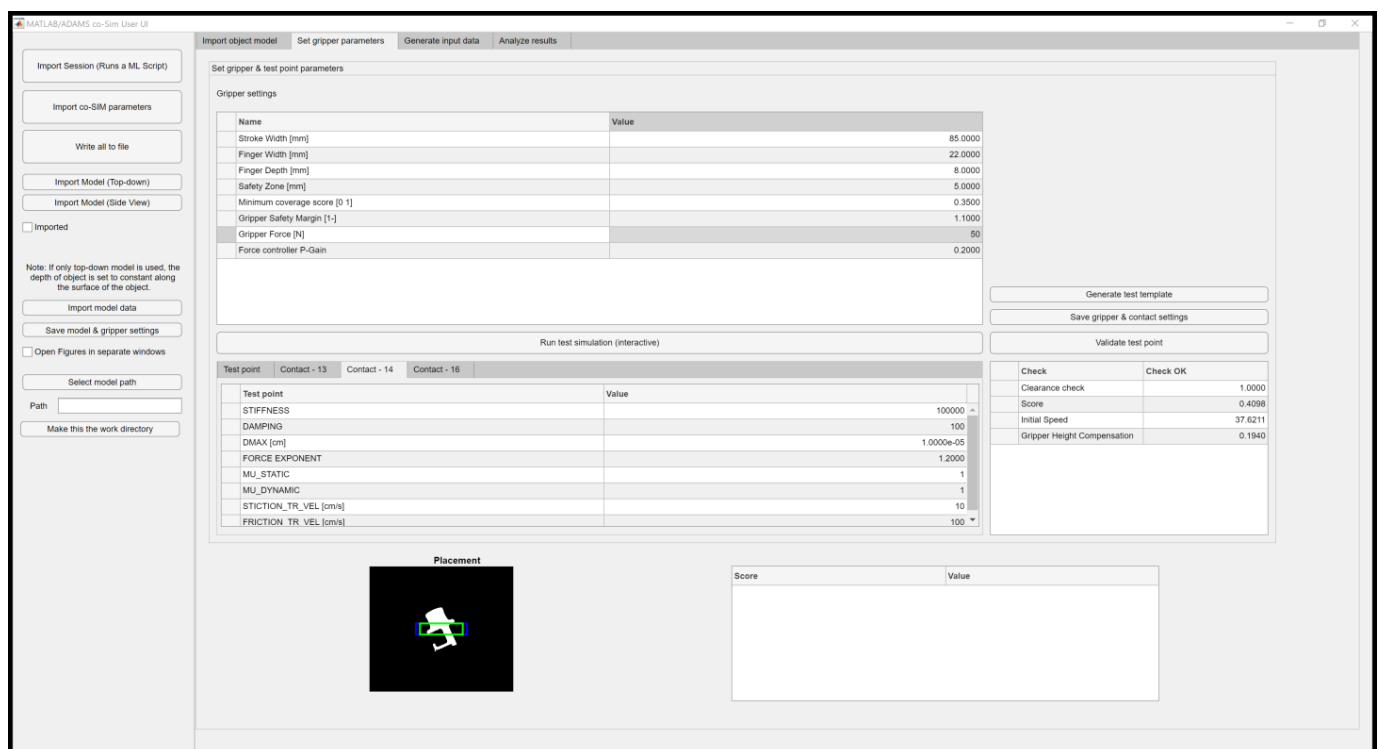 MATLAB/ADAMS co-Sim User UI
Import object model Set gripper parameters Generate input data Analyze results
Import Session (Runs a ML Script)
Import co-SIM parameters
Write all to file
Import Model (Top-down)
Import Model (Side View)
Imported
Note: If only top-down model is used, the
depth of object is set to constant along
the surface of the object.
Import model data
Save model & gripper settings
Open Figures in separate windows
Select model path
Path
Make this the work directory
Set gripper & test point parameters
Gripper settings
Name Value
Stroke Width [mm] 85.0000
Finger Width [mm] 22.0000
Finger Depth [mm] 8.0000
Safety Zone [mm] 5.0000
Minimum coverage score [0 1] 0.3500
Gripper Safety Margin [1-] 1.1000
Gripper Force [N] 50
Force controller P-Gain 0.2000
Generate test template
Save gripper & contact settings
Run test simulation (interactive)
Validate test point
Test point Contact - 13 Contact - 14 Contact - 16
Test point Value
STIFFNESS 100000
DAMPING 100
DMAX [cm] 1.0000e-05
FORCE EXPONENT 1.2000
MU_STATIC 1
MU_DYNAMIC 1
STICTION_TR_VEL [cm/s] 10
FRICTION_TR_VEL [cm/s] 100
Check Check OK
Clearance check 1.0000
Score 0.4098
Initial Speed 37.6211
Gripper Height Compensation 0.1940
Placement
Score Value